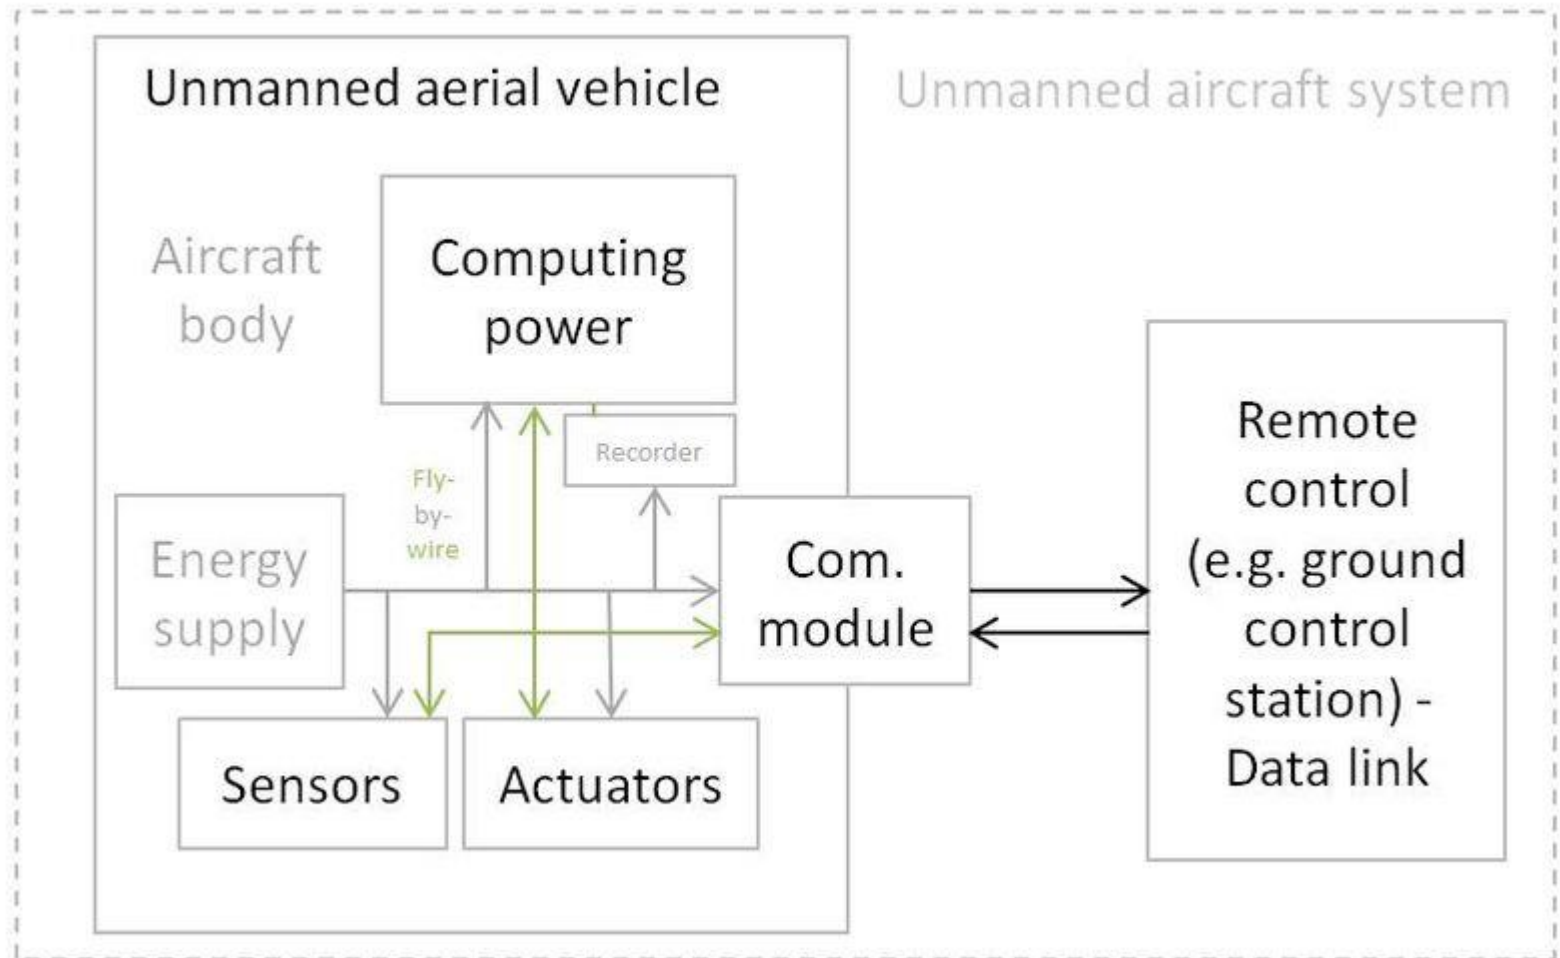 Unmanned aerial vehicle
Unmanned aircraft system
Aircraft
body
Computing
power
Recorder
Fly-
by-
wire
Energy
supply
Com.
module
Sensors
Actuators
Remote
control
(e.g. ground
control
station) -
Data link